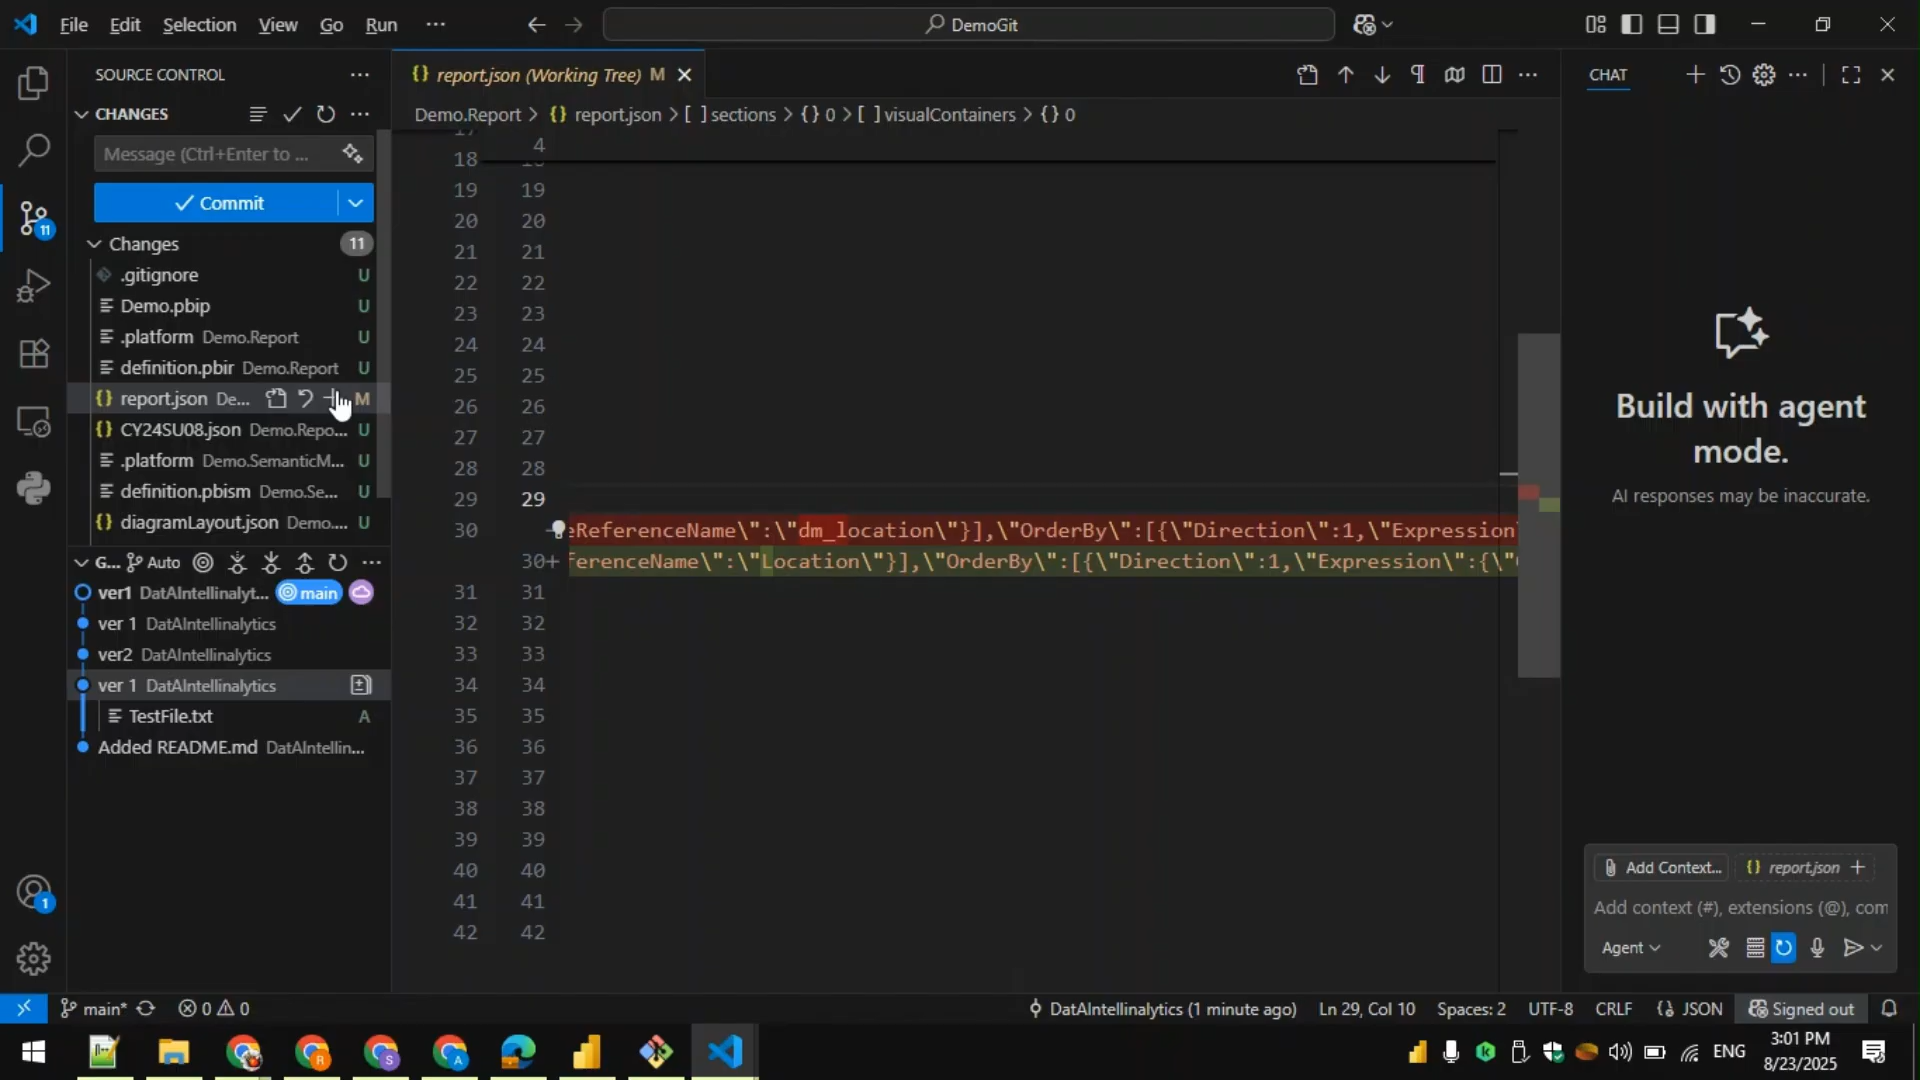 File Edit Selection View Go Run ··· DemoGit
SOURCE CONTROL
CHANGES
Message (Ctrl+Enter to ...
Commit
Changes 11
.gitignore U
Demo.pbip U
.platform Demo.Report U
definition.pbir Demo.Report U
report.json De... M
CY24SU08.json Demo.Repo... U
.platform Demo.SemanticM... U
definition.pbism Demo.Se... U
diagramLayout.json Demo.... U
G... Auto
ver1 DatAIntellinalyt... main
ver 1 DatAIntellinalytics
ver2 DatAIntellinalytics
ver 1 DatAIntellinalytics
TestFile.txt A
Added README.md DatAIntellin...
11
1
report.json (Working Tree) M
Demo.Report > {} report.json > [ ] sections > {} 0 > [ ] visualContainers > {} 0
4
18
19 19
20 20
21 21
22 22
23 23
24 24
25 25
26 26
27 27
28 28
29 29
30 eReferenceName\":\"dm_location\"}],\"OrderBy\":[{\"Direction\":1,\"Expression\
30+ ferenceName\":\"Location\"}],\"OrderBy\":[{\"Direction\":1,\"Expression\":{\"
31 31
32 32
33 33
34 34
35 35
36 36
37 37
38 38
39 39
40 40
41 41
42 42
CHAT
Build with agent
mode.
AI responses may be inaccurate.
Add Context... {} report.json +
Add context (#), extensions (@), com
Agent
main* 0 0 DatAIntellinalytics (1 minute ago) Ln 29, Col 10 Spaces: 2 UTF-8 CRLF {} JSON Signed out
ENG 3:01 PM
8/23/2025